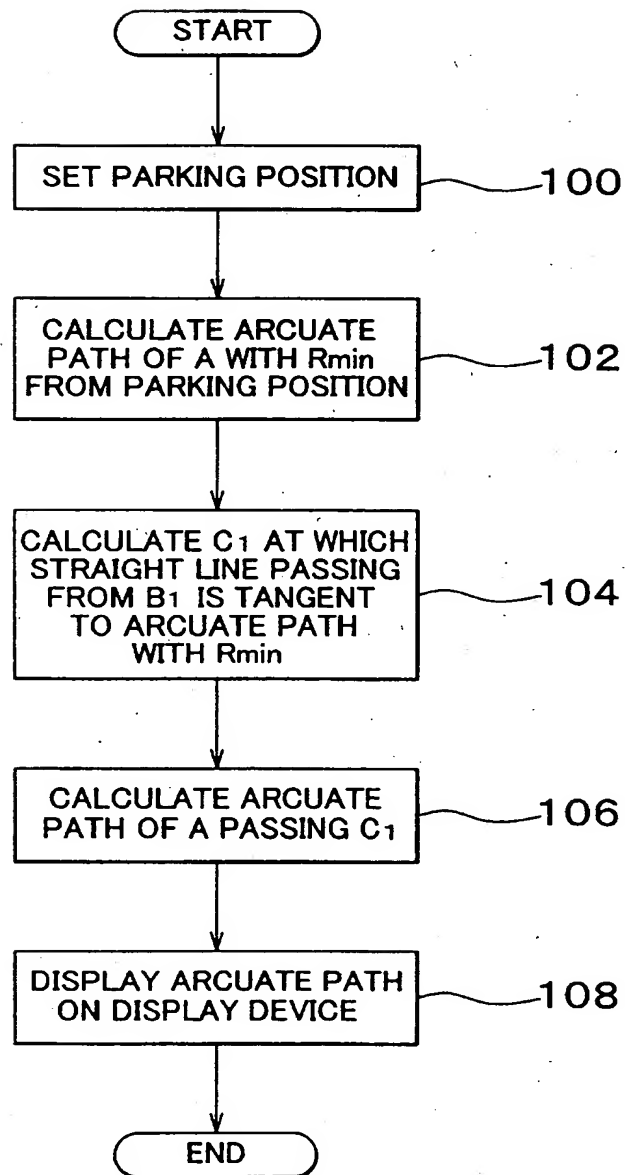 START
SET PARKING POSITION
100
CALCULATE ARCUATE
PATH OF A WITH Rmin
FROM PARKING POSITION
102
CALCULATE C1 AT WHICH
STRAIGHT LINE PASSING
FROM B1 IS TANGENT
TO ARCUATE PATH
WITH Rmin
104
CALCULATE ARCUATE
PATH OF A PASSING C1
106
DISPLAY ARCUATE PATH
ON DISPLAY DEVICE
108
END